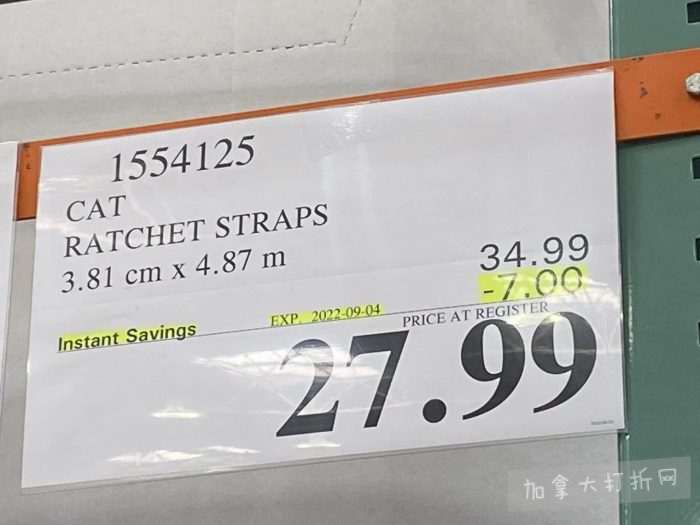 1554125
CAT
RATCHET STRAPS
3.81 cm x 4.87 m
34.99
-7.00
Instant Savings
EXP. 2022-09-04
PRICE AT REGISTER
27.99
加拿大打折网